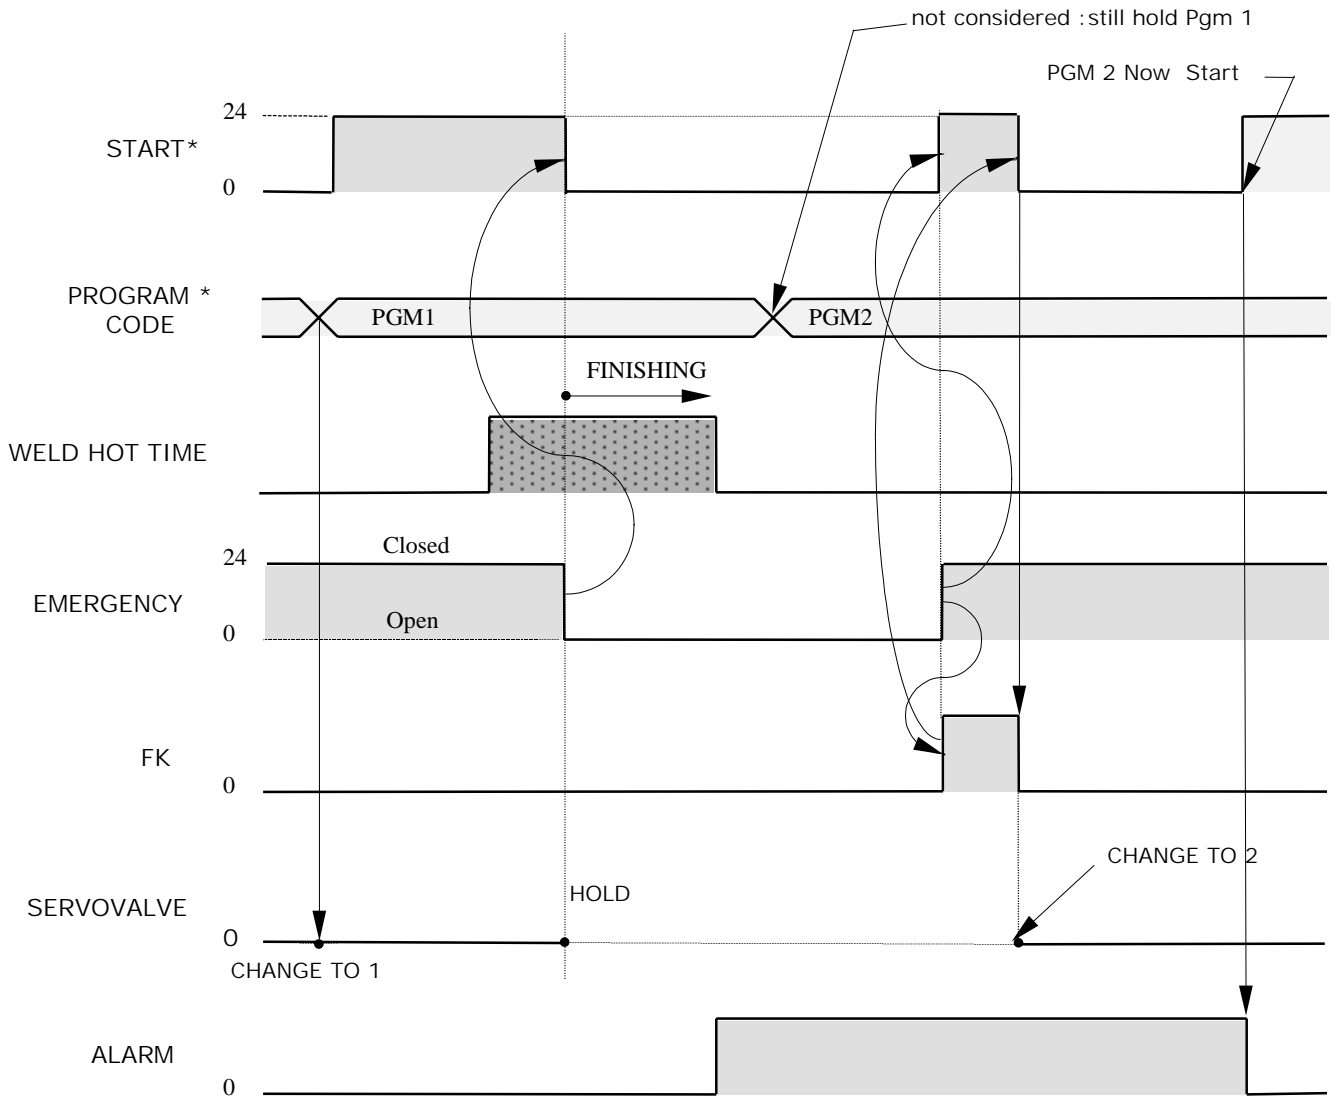 not considered :still hold Pgm 1
PGM 2 Now Start
24
START*
0
PROGRAM *
CODE
PGM1
PGM2
FINISHING
WELD HOT TIME
Closed
24
EMERGENCY
Open
0
FK
0
CHANGE TO 2
HOLD
SERVOVALVE
0
CHANGE TO 1
ALARM
0